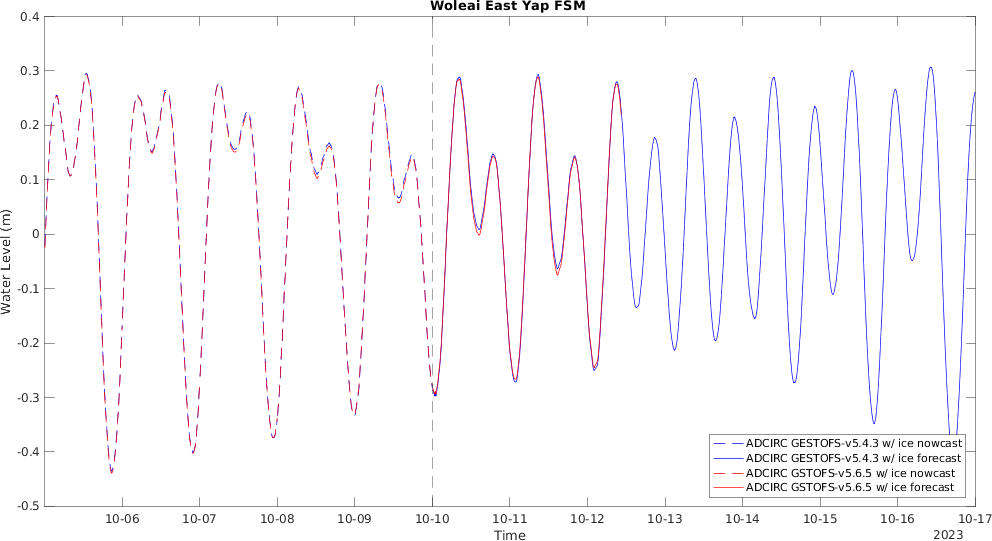 Woleai East Yap FSM
0.4
0.3
0.2
0.1
0
-0.1
-0.2
-0.3
-0.4
-0.5
Water Level (m)
ADCIRC GESTOFS-v5.4.3 w/ ice nowcast
ADCIRC GESTOFS-v5.4.3 w/ ice forecast
ADCIRC GSTOFS-v5.6.5 w/ ice nowcast
ADCIRC GSTOFS-v5.6.5 w/ ice forecast
10-06 10-07 10-08 10-09 10-10 10-11 10-12 10-13 10-14 10-15 10-16 10-17
Time
2023